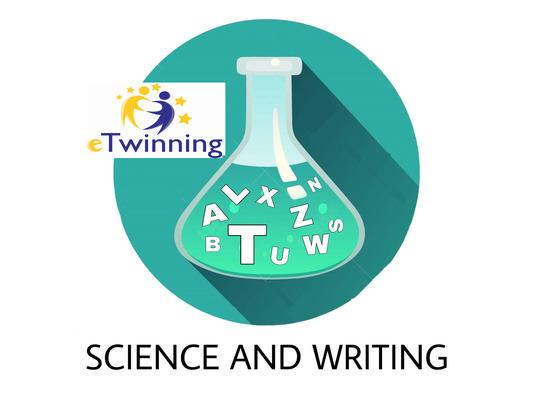 eTwinning
L X N
A Z
B T U W S
SCIENCE AND WRITING